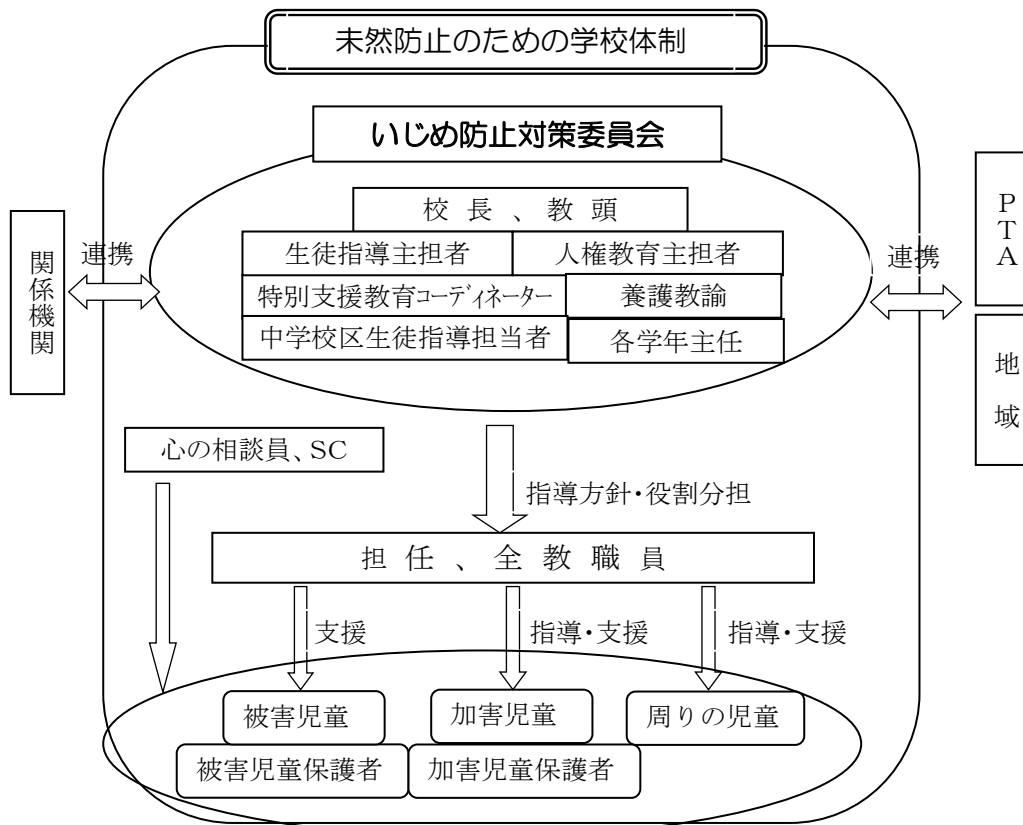 未然防止のための学校体制
いじめ防止対策委員会
校長、教頭
生徒指導主担者
人権教育主担者
特別支援教育コーディネーター
養護教諭
中学校区生徒指導担当者
各学年主任
関係機関
連携
連携
PTA
地域
心の相談員、SC
指導方針・役割分担
担任、全教職員
支援
指導・支援
指導・支援
被害児童
加害児童
周りの児童
被害児童保護者
加害児童保護者